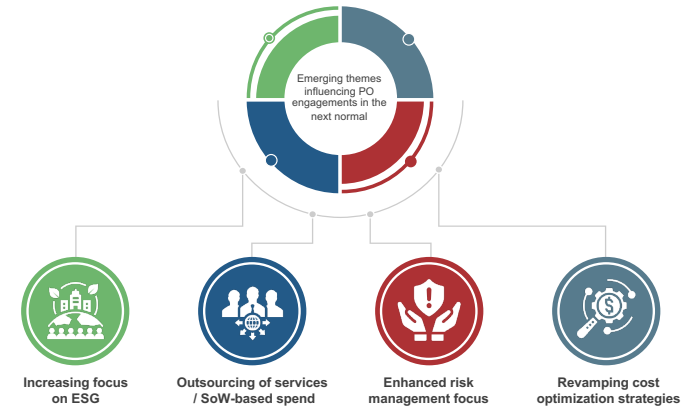 Emerging themes
influencing PO
engagements in the
next normal
$
Increasing focus
on ESG
Outsourcing of services
/ SoW-based spend
Enhanced risk
management focus
Revamping cost
optimization strategies